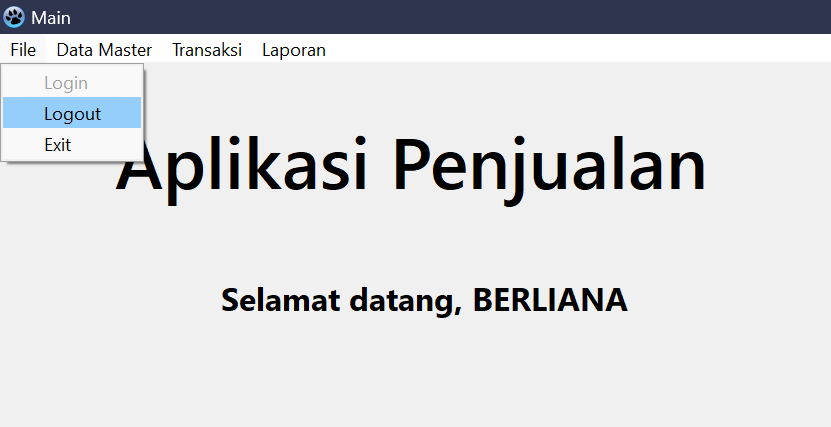 Main
File Data Master Transaksi Laporan
Login
Logout
Exit
Aplikasi Penjualan
Selamat datang, BERLIANA